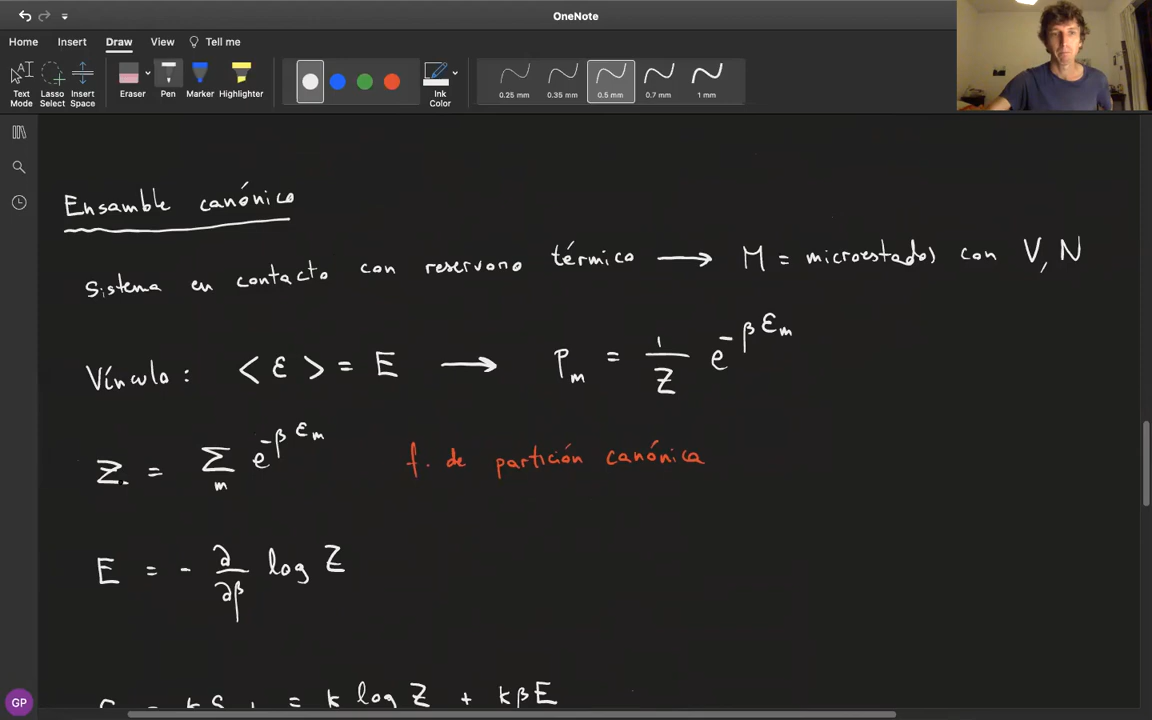 OneNote
Home Insert Draw View Tell me
Text Mode Lasso Select Insert Space Eraser Pen Marker Highlighter Ink Color 0.25 mm 0.35 mm 0.5 mm 0.7 mm 1 mm
Ensamble canónico
Sistema en contacto con reservorio térmico → M = microestados con V, N
Vínculo: < ε > = E → p_m = 1/Z e^{-β ε_m}
Z = Σ_m e^{-β ε_m} f. de partición canónica
E = - ∂/∂β log Z
= k log Z + kβE
GP